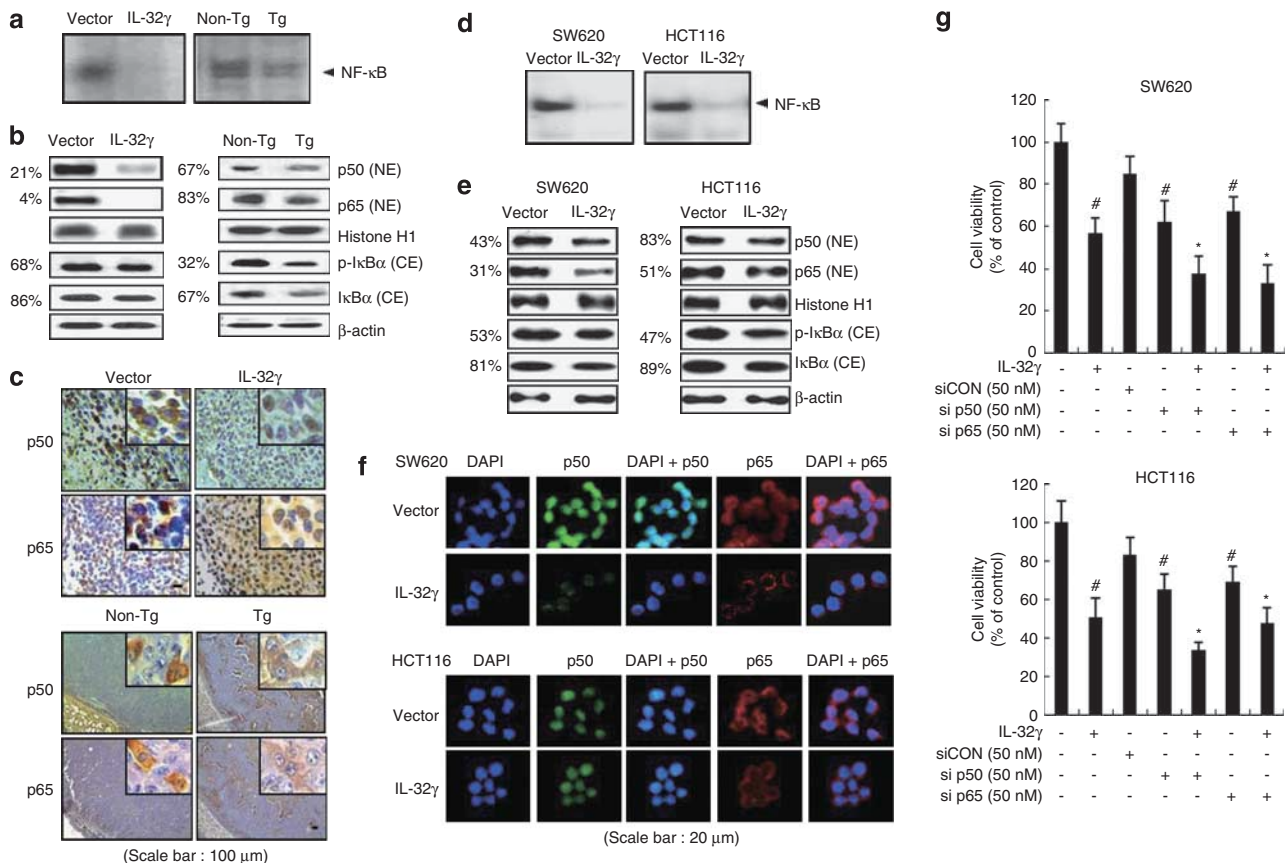 a
Vector IL-32γ
Non-Tg Tg
NF-κB
b
Vector IL-32γ
Non-Tg Tg
21% 67% p50 (NE)
4% 83% p65 (NE)
Histone H1
68% 32% p-IκBα (CE)
86% 67% IκBα (CE)
β-actin
c
Vector IL-32γ
p50
p65
Non-Tg Tg
p50
p65
(Scale bar : 100 μm)
d
SW620 HCT116
Vector IL-32γ Vector IL-32γ
NF-κB
e
SW620 HCT116
Vector IL-32γ Vector IL-32γ
43% 83% p50 (NE)
31% 51% p65 (NE)
Histone H1
53% 47% p-IκBα (CE)
81% 89% IκBα (CE)
β-actin
f
SW620 DAPI p50 DAPI + p50 p65 DAPI + p65
Vector
IL-32γ
HCT116 DAPI p50 DAPI + p50 p65 DAPI + p65
Vector
IL-32γ
(Scale bar : 20 μm)
g
SW620
Cell viability
(% of control)
120
100
80
60
40
20
0
# # * # *
IL-32γ - + - - + - +
siCON (50 nM) - - + - - - -
si p50 (50 nM) - - - + + - -
si p65 (50 nM) - - - - - + +
HCT116
Cell viability
(% of control)
120
100
80
60
40
20
0
# # * # *
IL-32γ - + - - + - +
siCON (50 nM) - - + - - - -
si p50 (50 nM) - - - + + - -
si p65 (50 nM) - - - - - + +